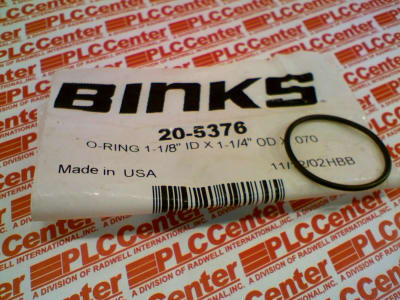 BINKS
20-5376
O-RING 1-1/8" ID X 1-1/4" OD X 070
Made in USA
HBB
PLCCenter
A DIVISION OF RADWELL INTERNATIONAL, INC.